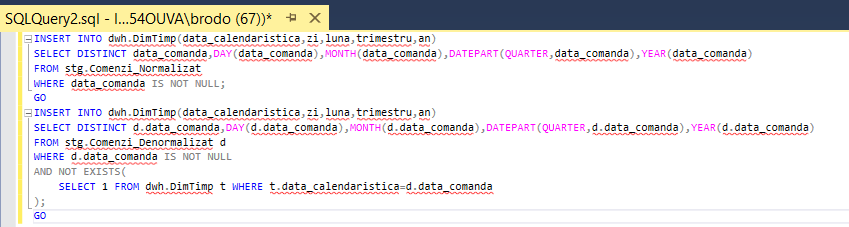 SQLQuery2.sql - l...54OUVA\brodo (67))*
INSERT INTO dwh.DimTimp(data_calendaristica,zi,luna,trimestru,an)
SELECT DISTINCT data_comanda,DAY(data_comanda),MONTH(data_comanda),DATEPART(QUARTER,data_comanda),YEAR(data_comanda)
FROM stg.Comenzi_Normalizat
WHERE data_comanda IS NOT NULL;
GO
INSERT INTO dwh.DimTimp(data_calendaristica,zi,luna,trimestru,an)
SELECT DISTINCT d.data_comanda,DAY(d.data_comanda),MONTH(d.data_comanda),DATEPART(QUARTER,d.data_comanda),YEAR(d.data_comanda)
FROM stg.Comenzi_Denormalizat d
WHERE d.data_comanda IS NOT NULL
AND NOT EXISTS(
SELECT 1 FROM dwh.DimTimp t WHERE t.data_calendaristica=d.data_comanda
);
GO